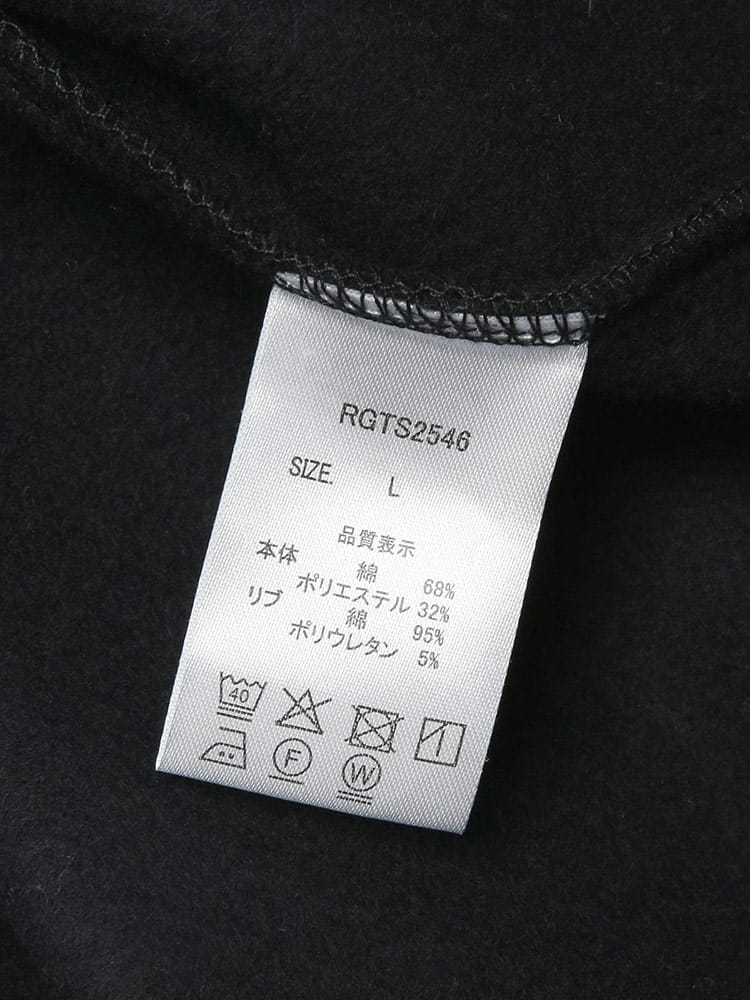 RGTS2546
SIZE. L
品質表示
本体 綿 68%
ポリエステル 32%
リブ 綿 95%
ポリウレタン 5%
40
F W